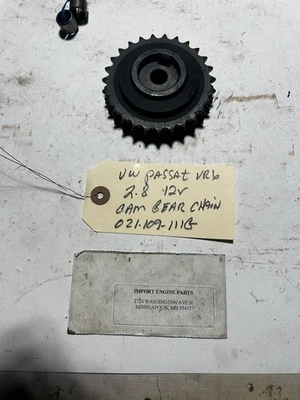 VW PASSAT VR6
2.8 12V
CAM GEAR CHAIN
021-109-111B
IMPORT ENGINE PARTS
2726 WASHINGTON AVE N
MINNEAPOLIS, MN 55411